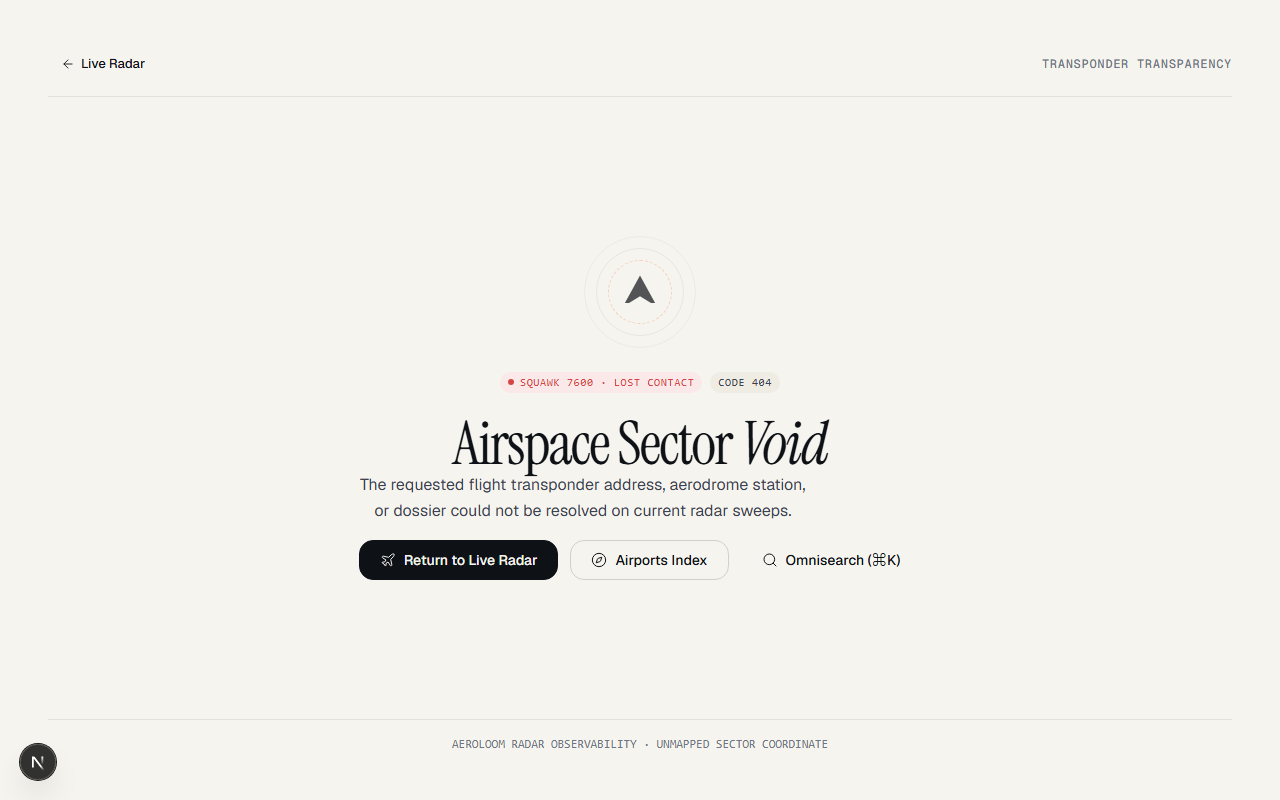 Live Radar
TRANSPONDER TRANSPARENCY
SQUAWK 7600 · LOST CONTACT
CODE 404
Airspace Sector Void
The requested flight transponder address, aerodrome station,
or dossier could not be resolved on current radar sweeps.
Return to Live Radar
Airports Index
Omnisearch (⌘K)
AEROLOOM RADAR OBSERVABILITY · UNMAPPED SECTOR COORDINATE
N